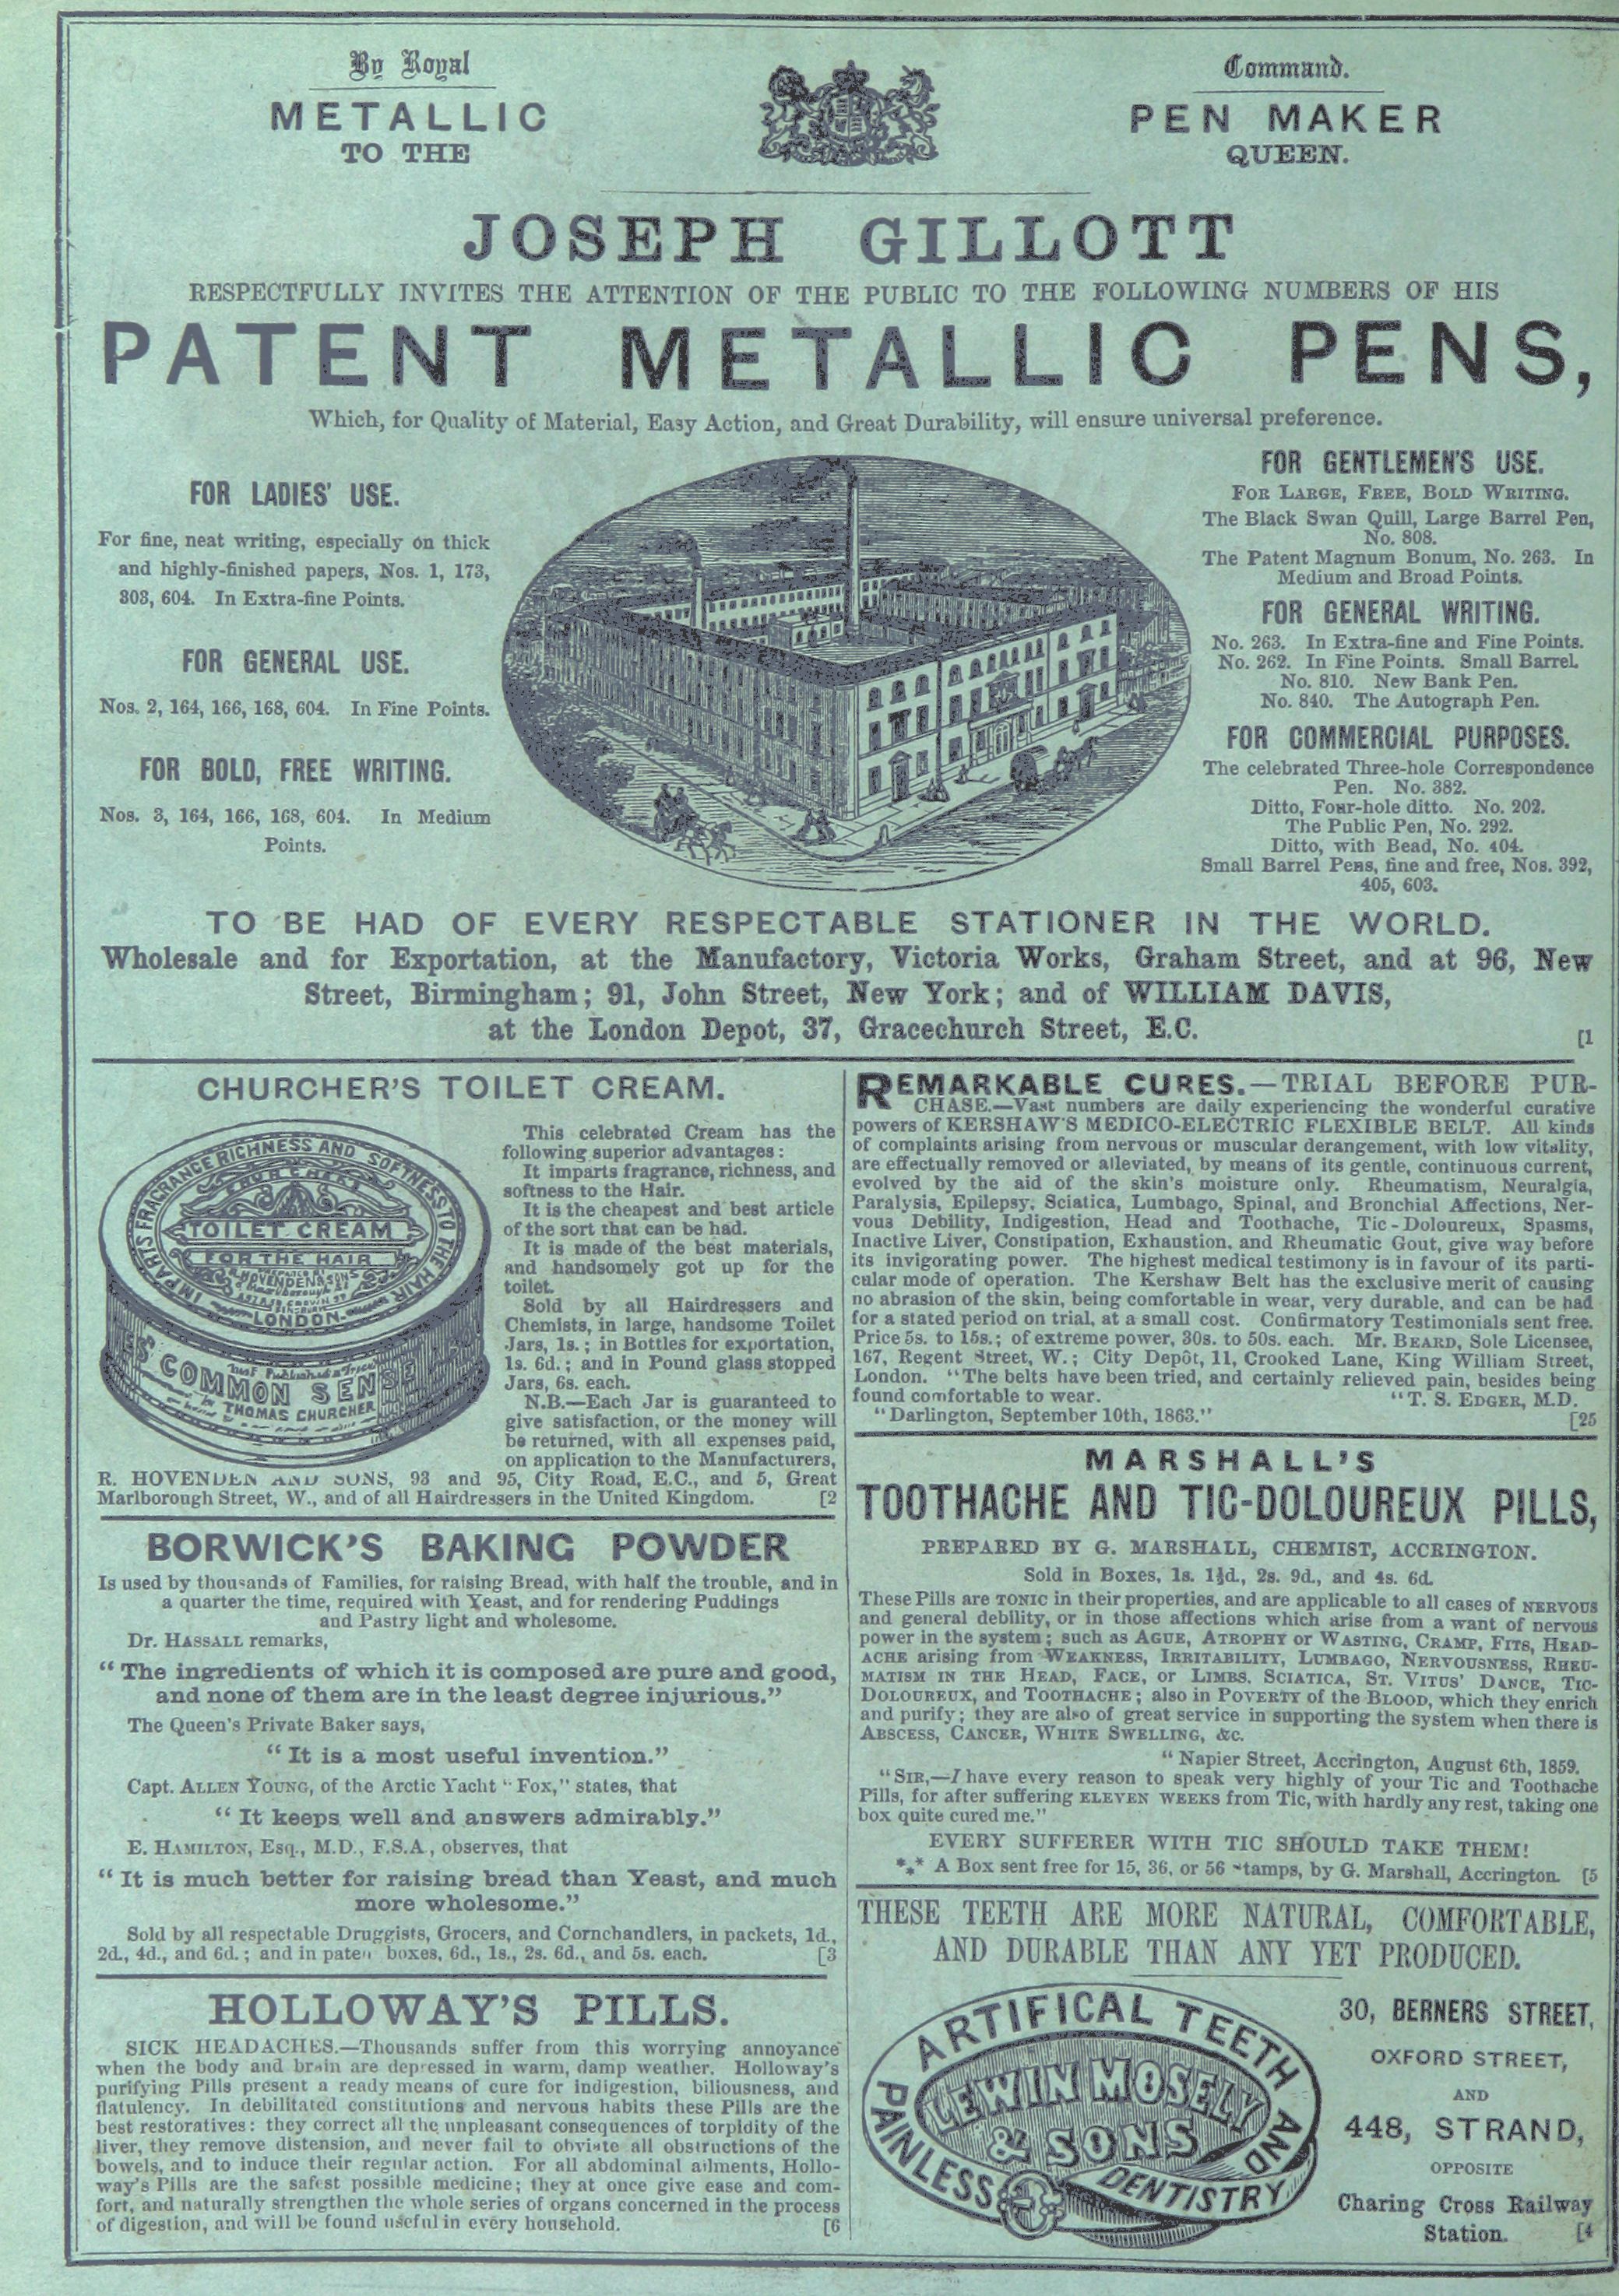 By Royal Command.
METALLIC PEN MAKER
TO THE QUEEN.
JOSEPH GILLOTT
RESPECTFULLY INVITES THE ATTENTION OF THE PUBLIC TO THE FOLLOWING NUMBERS OF HIS
PATENT METALLIC PENS,
Which, for Quality of Material, Easy Action, and Great Durability, will ensure universal preference.
FOR LADIES' USE.
For fine, neat writing, especially on thick
and highly-finished papers, Nos. 1, 173,
303, 604. In Extra-fine Points.
FOR GENERAL USE.
Nos. 2, 164, 166, 168, 604. In Fine Points.
FOR BOLD, FREE WRITING.
Nos. 3, 164, 166, 168, 604. In Medium
Points.
FOR GENTLEMEN'S USE.
FOR LARGE, FREE, BOLD WRITING.
The Black Swan Quill, Large Barrel Pen,
No. 808.
The Patent Magnum Bonum, No. 263. In
Medium and Broad Points.
FOR GENERAL WRITING.
No. 263. In Extra-fine and Fine Points.
No. 262. In Fine Points. Small Barrel.
No. 810. New Bank Pen.
No. 840. The Autograph Pen.
FOR COMMERCIAL PURPOSES.
The celebrated Three-hole Correspondence
Pen. No. 382.
Ditto, Four-hole ditto. No. 202.
The Public Pen, No. 292.
Ditto, with Bead, No. 404.
Small Barrel Pens, fine and free, Nos. 392,
405, 603.
TO BE HAD OF EVERY RESPECTABLE STATIONER IN THE WORLD.
Wholesale and for Exportation, at the Manufactory, Victoria Works, Graham Street, and at 96, New
Street, Birmingham; 91, John Street, New York; and of WILLIAM DAVIS,
at the London Depot, 37, Gracechurch Street, E.C. [1
CHURCHER'S TOILET CREAM.
IMPARTS FRAGRANCE RICHNESS AND SOFTNESS TO THE HAIR
CHURCHER'S
TOILET CREAM
FOR THE HAIR
PREPARED BY
R. HOVENDEN & SONS
LONDON
Just Published
COMMON SENSE
by THOMAS CHURCHER
This celebrated Cream has the
following superior advantages:
It imparts fragrance, richness, and
softness to the Hair.
It is the cheapest and best article
of the sort that can be had.
It is made of the best materials,
and handsomely got up for the
toilet.
Sold by all Hairdressers and
Chemists, in large, handsome Toilet
Jars, 1s.; in Bottles for exportation,
1s. 6d.; and in Pound glass stopped
Jars, 6s. each.
N.B.—Each Jar is guaranteed to
give satisfaction, or the money will
be returned, with all expenses paid,
on application to the Manufacturers,
R. HOVENDEN AND SONS, 93 and 95, City Road, E.C., and 5, Great
Marlborough Street, W., and of all Hairdressers in the United Kingdom. [2
BORWICK'S BAKING POWDER
Is used by thousands of Families, for raising Bread, with half the trouble, and in
a quarter the time, required with Yeast, and for rendering Puddings
and Pastry light and wholesome.
Dr. HASSALL remarks,
"The ingredients of which it is composed are pure and good,
and none of them are in the least degree injurious."
The Queen's Private Baker says,
"It is a most useful invention."
Capt. ALLEN YOUNG, of the Arctic Yacht "Fox," states, that
"It keeps well and answers admirably."
E. HAMILTON, Esq., M.D., F.S.A, observes, that
"It is much better for raising bread than Yeast, and much
more wholesome."
Sold by all respectable Druggists, Grocers, and Cornchandlers, in packets, 1d.,
2d., 4d., and 6d.; and in patent boxes, 6d., 1s., 2s. 6d., and 5s. each. [3
HOLLOWAY'S PILLS.
SICK HEADACHES.—Thousands suffer from this worrying annoyance
when the body and brain are depressed in warm, damp weather. Holloway's
purifying Pills present a ready means of cure for indigestion, biliousness, and
flatulency. In debilitated constitutions and nervous habits these Pills are the
best restoratives: they correct all the unpleasant consequences of torpidity of the
liver, they remove distension, and never fail to obviate all obstructions of the
bowels, and to induce their regular action. For all abdominal ailments, Hollo-
way's Pills are the safest possible medicine; they at once give ease and com-
fort, and naturally strengthen the whole series of organs concerned in the process
of digestion, and will be found useful in every household. [6
REMARKABLE CURES.—TRIAL BEFORE PUR-
CHASE.—Vast numbers are daily experiencing the wonderful curative
powers of KERSHAW'S MEDICO-ELECTRIC FLEXIBLE BELT. All kinds
of complaints arising from nervous or muscular derangement, with low vitality,
are effectually removed or alleviated, by means of its gentle, continuous current,
evolved by the aid of the skin's moisture only. Rheumatism, Neuralgia,
Paralysis, Epilepsy, Sciatica, Lumbago, Spinal, and Bronchial Affections, Ner-
vous Debility, Indigestion, Head and Toothache, Tic-Doloureux, Spasms,
Inactive Liver, Constipation, Exhaustion, and Rheumatic Gout, give way before
its invigorating power. The highest medical testimony is in favour of its parti-
cular mode of operation. The Kershaw Belt has the exclusive merit of causing
no abrasion of the skin, being comfortable in wear, very durable, and can be had
for a stated period on trial, at a small cost. Confirmatory Testimonials sent free.
Price 5s. to 15s.; of extreme power, 30s. to 50s. each. Mr. BEARD, Sole Licensee,
167, Regent Street, W.; City Depôt, 11, Crooked Lane, King William Street,
London. "The belts have been tried, and certainly relieved pain, besides being
found comfortable to wear. "T. S. EDGER, M.D.
"Darlington, September 10th, 1863." [25
MARSHALL'S
TOOTHACHE AND TIC-DOLOUREUX PILLS,
PREPARED BY G. MARSHALL, CHEMIST, ACCRINGTON.
Sold in Boxes, 1s. 1½d., 2s. 9d., and 4s. 6d.
These Pills are TONIC in their properties, and are applicable to all cases of NERVOUS
and general debility, or in those affections which arise from a want of nervous
power in the system; such as AGUE, ATROPHY or WASTING, CRAMP, FITS, HEAD-
ACHE arising from WEAKNESS, IRRITABILITY, LUMBAGO, NERVOUSNESS, RHEU-
MATISM IN THE HEAD, FACE, OR LIMBS, SCIATICA, ST. VITUS' DANCE, TIC-
DOLOUREUX, and TOOTHACHE; also in POVERTY of the BLOOD, which they enrich
and purify; they are also of great service in supporting the system when there is
ABSCESS, CANCER, WHITE SWELLING, &c.
"Napier Street, Accrington, August 6th, 1859.
"SIR,—I have every reason to speak very highly of your Tic and Toothache
Pills, for after suffering ELEVEN WEEKS from Tic, with hardly any rest, taking one
box quite cured me."
EVERY SUFFERER WITH TIC SHOULD TAKE THEM!
*** A Box sent free for 15, 36, or 56 stamps, by G. Marshall, Accrington. [5
THESE TEETH ARE MORE NATURAL, COMFORTABLE,
AND DURABLE THAN ANY YET PRODUCED.
ARTIFICAL TEETH AND
PAINLESS DENTISTRY
LEWIN MOSELY
& SONS
30, BERNERS STREET,
OXFORD STREET,
AND
448, STRAND,
OPPOSITE
Charing Cross Railway
Station. [4